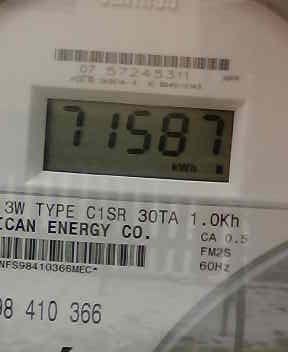 07 57245311
71587
kWh
3W TYPE C1SR 30TA 1.0Kh
ICAN ENERGY CO.
CA 0.5
FM2S
60Hz
NFS98410366MEC*
98 410 366